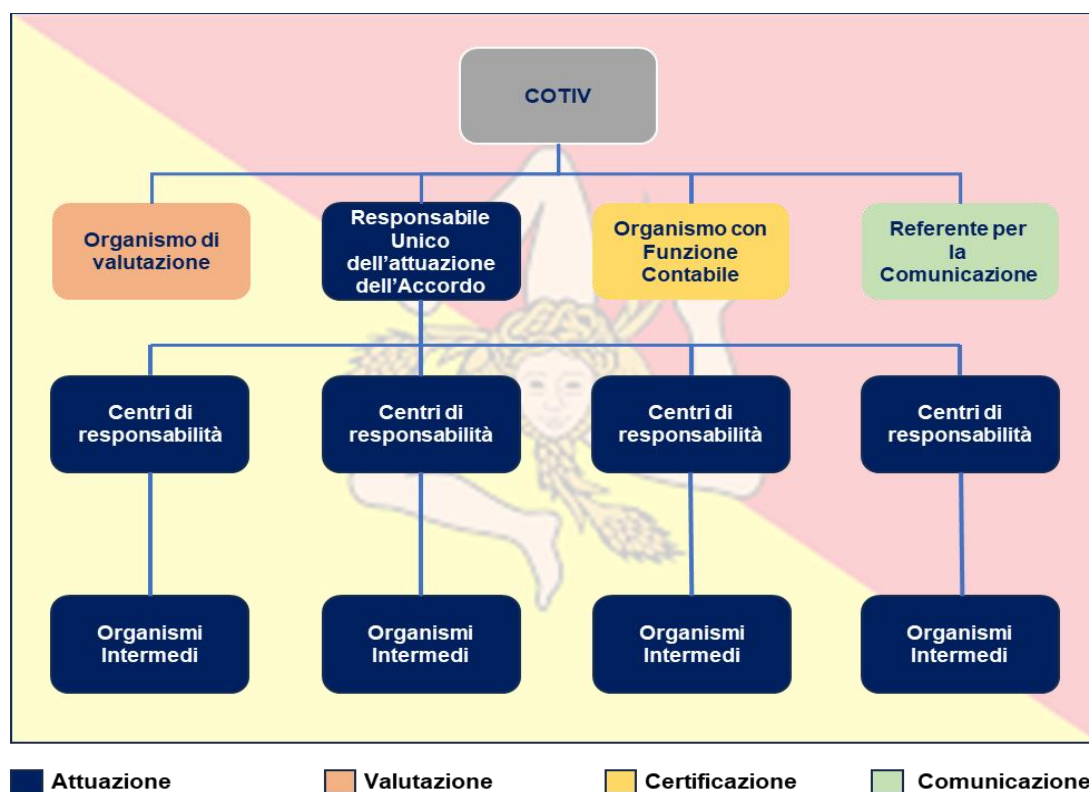 COTIV
Organismo di
valutazione
Responsabile
Unico
dell'attuazione
dell'Accordo
Organismo con
Funzione
Contabile
Referente per
la
Comunicazione
Centri di
responsabilità
Centri di
responsabilità
Centri di
responsabilità
Centri di
responsabilità
Organismi
Intermedi
Organismi
Intermedi
Organismi
Intermedi
Organismi
Intermedi
Attuazione
Valutazione
Certificazione
Comunicazione